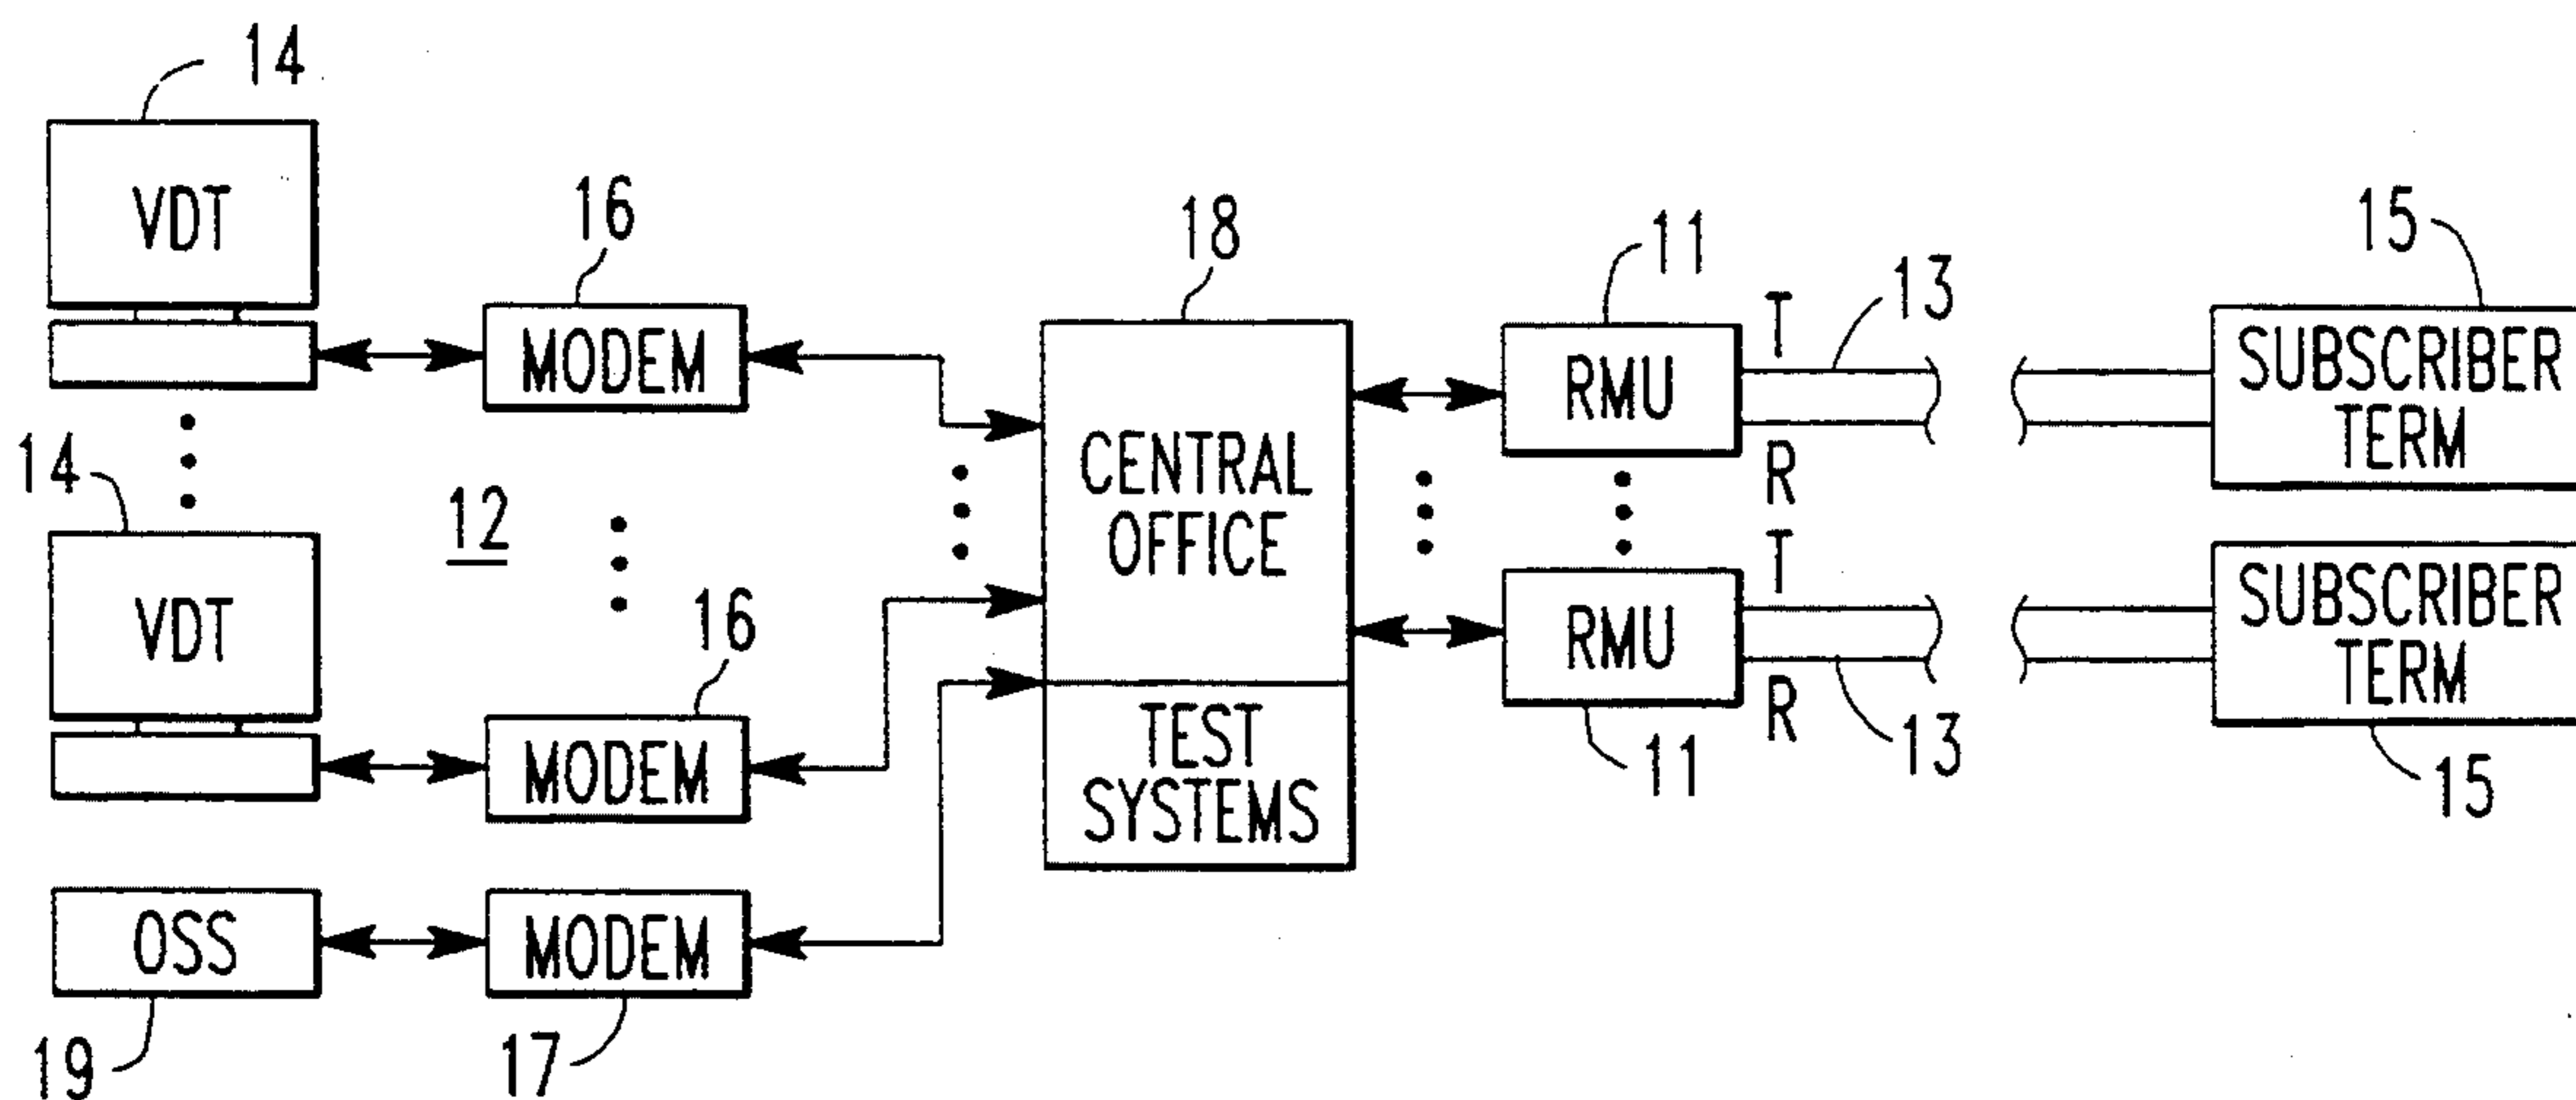 14
VDT
16
MODEM
18
CENTRAL
OFFICE
TEST
SYSTEMS
11
RMU
T
13
R
15
SUBSCRIBER
TERM
14
VDT
12
16
MODEM
RMU
11
T
R
13
SUBSCRIBER
TERM
15
OSS
19
MODEM
17